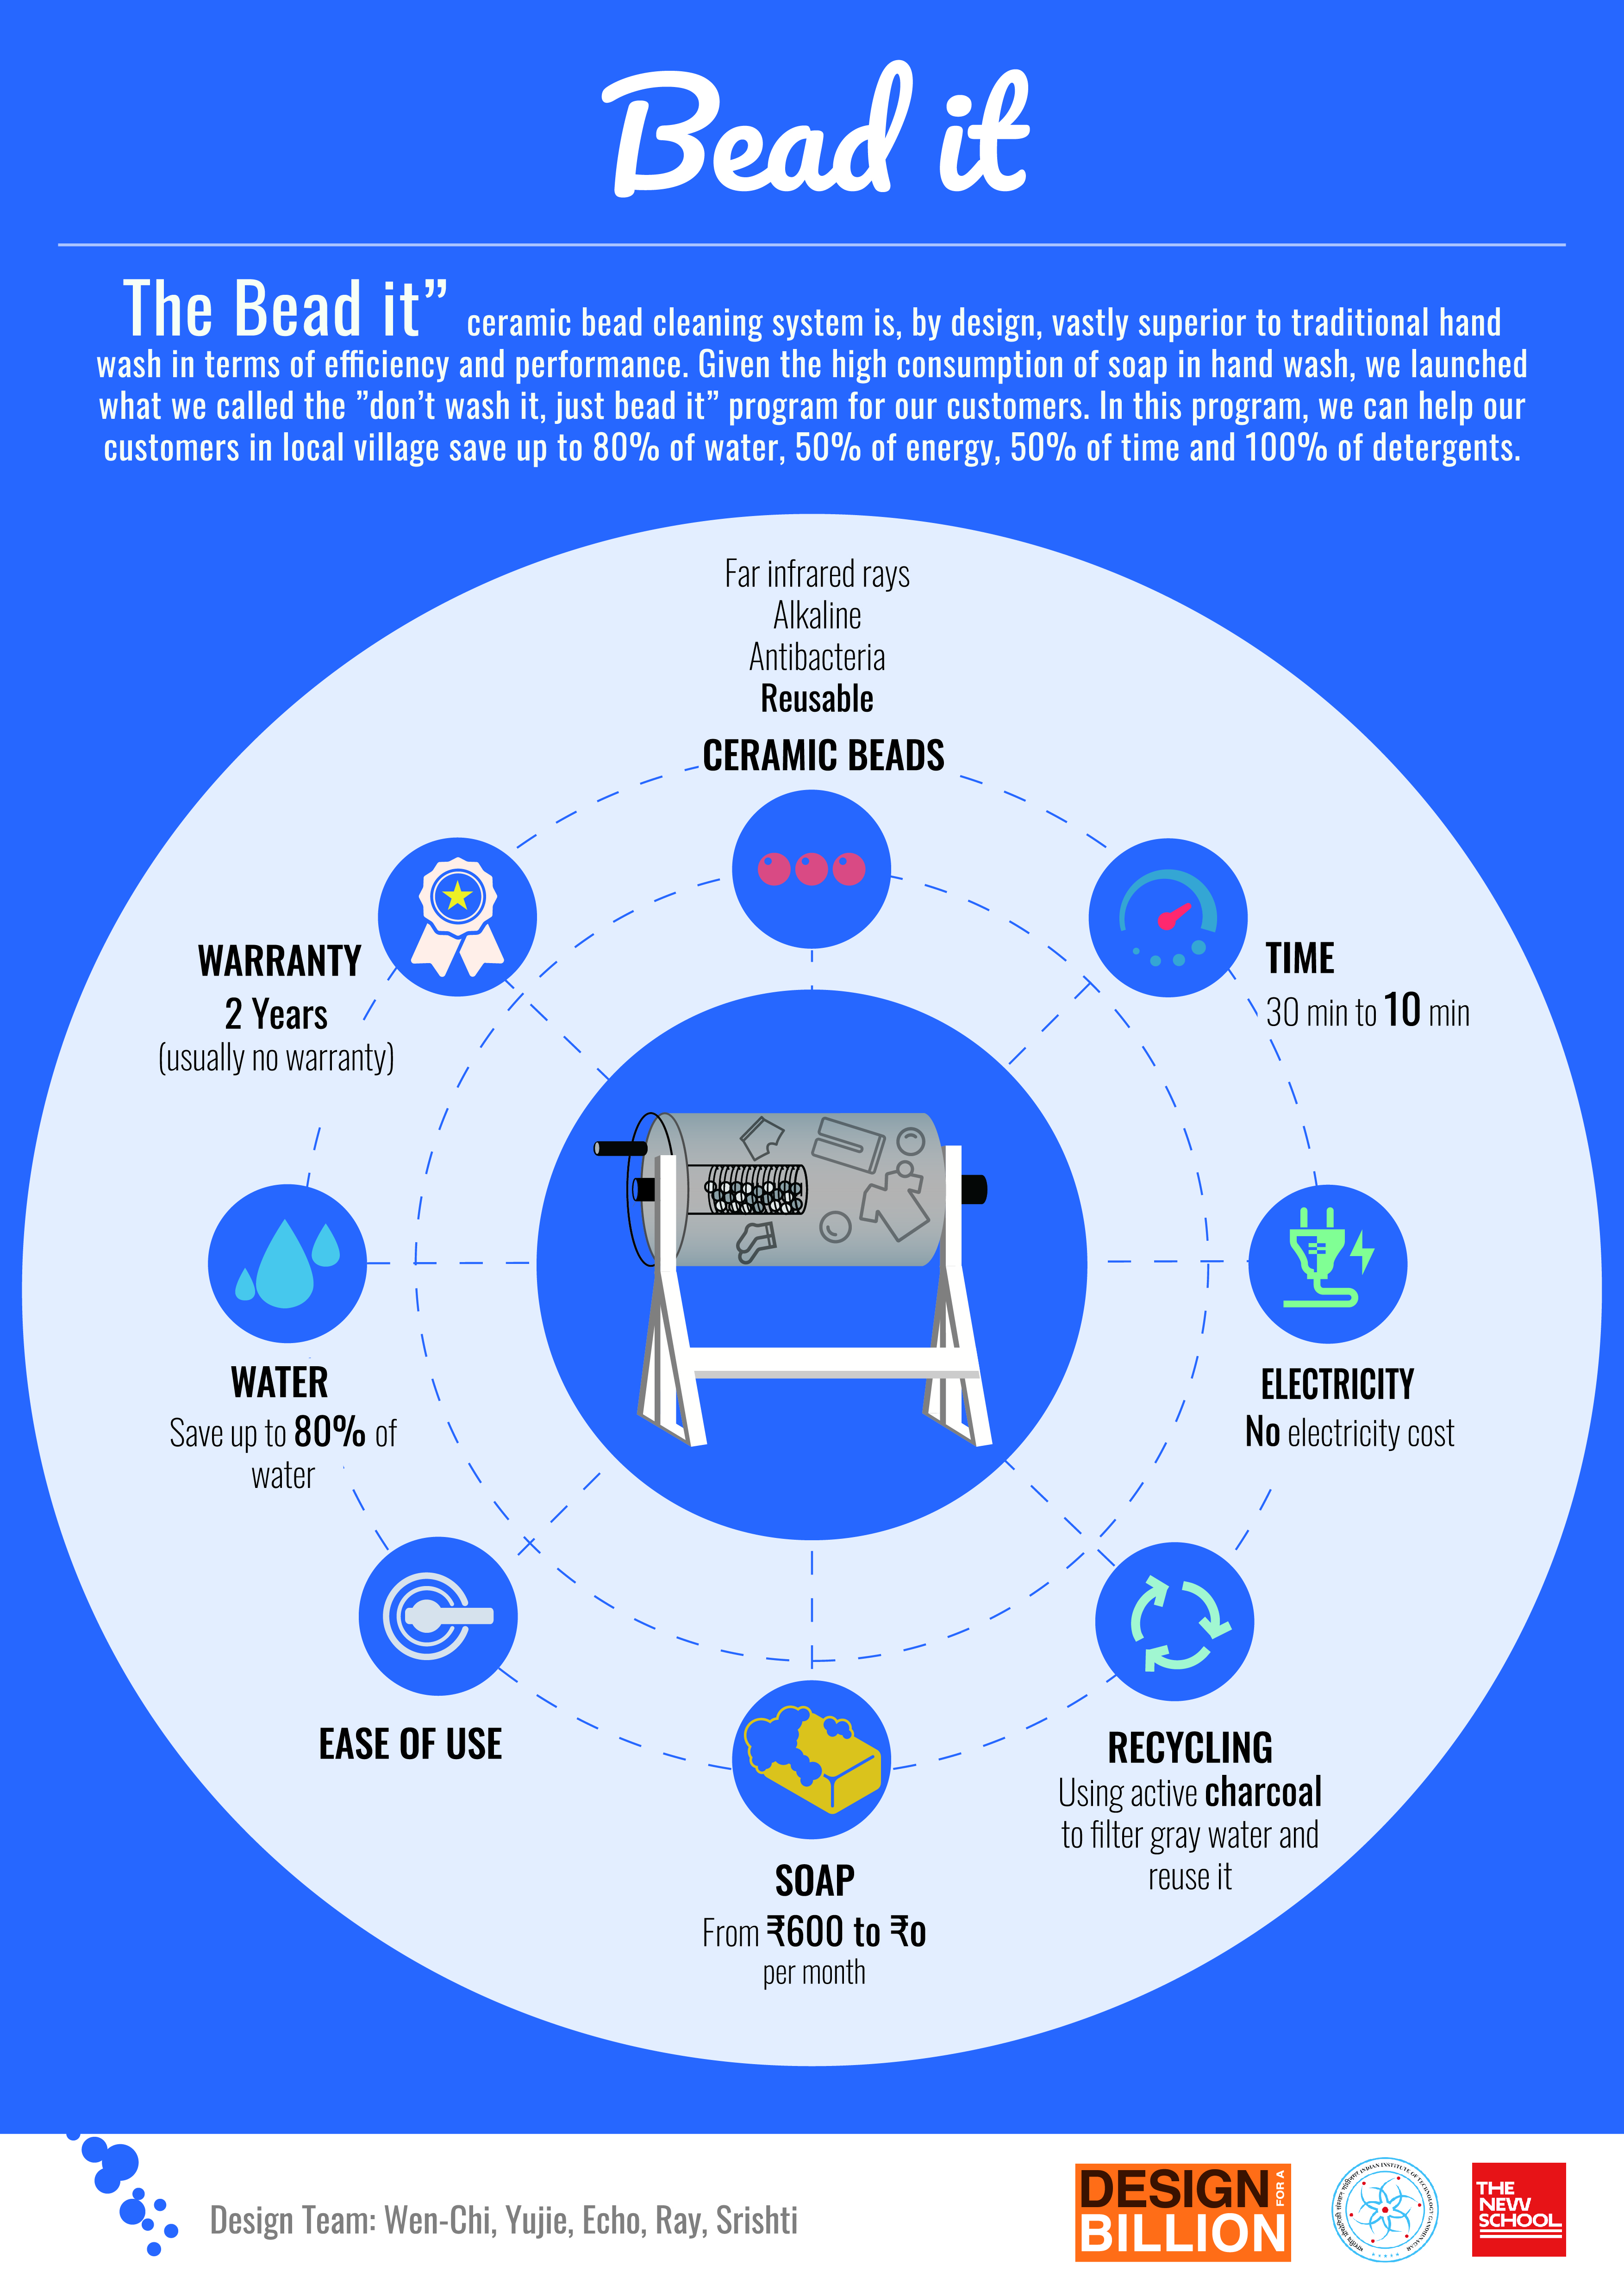 Bead it
The Bead it” ceramic bead cleaning system is, by design, vastly superior to traditional hand
wash in terms of efficiency and performance. Given the high consumption of soap in hand wash, we launched
what we called the ”don’t wash it, just bead it” program for our customers. In this program, we can help our
customers in local village save up to 80% of water, 50% of energy, 50% of time and 100% of detergents.
Far infrared rays
Alkaline
Antibacteria
Reusable
CERAMIC BEADS
TIME
30 min to 10 min
ELECTRICITY
No electricity cost
RECYCLING
Using active charcoal
to filter gray water and
reuse it
SOAP
From ₹600 to ₹0
per month
EASE OF USE
WATER
Save up to 80% of
water
WARRANTY
2 Years
(usually no warranty)
Design Team: Wen-Chi, Yujie, Echo, Ray, Srishti
DESIGN FOR A
BILLION
भारतीय प्रौद्योगिकी संस्थान गांधीनगर
INDIAN INSTITUTE OF TECHNOLOGY GANDHINAGAR
THE
NEW
SCHOOL